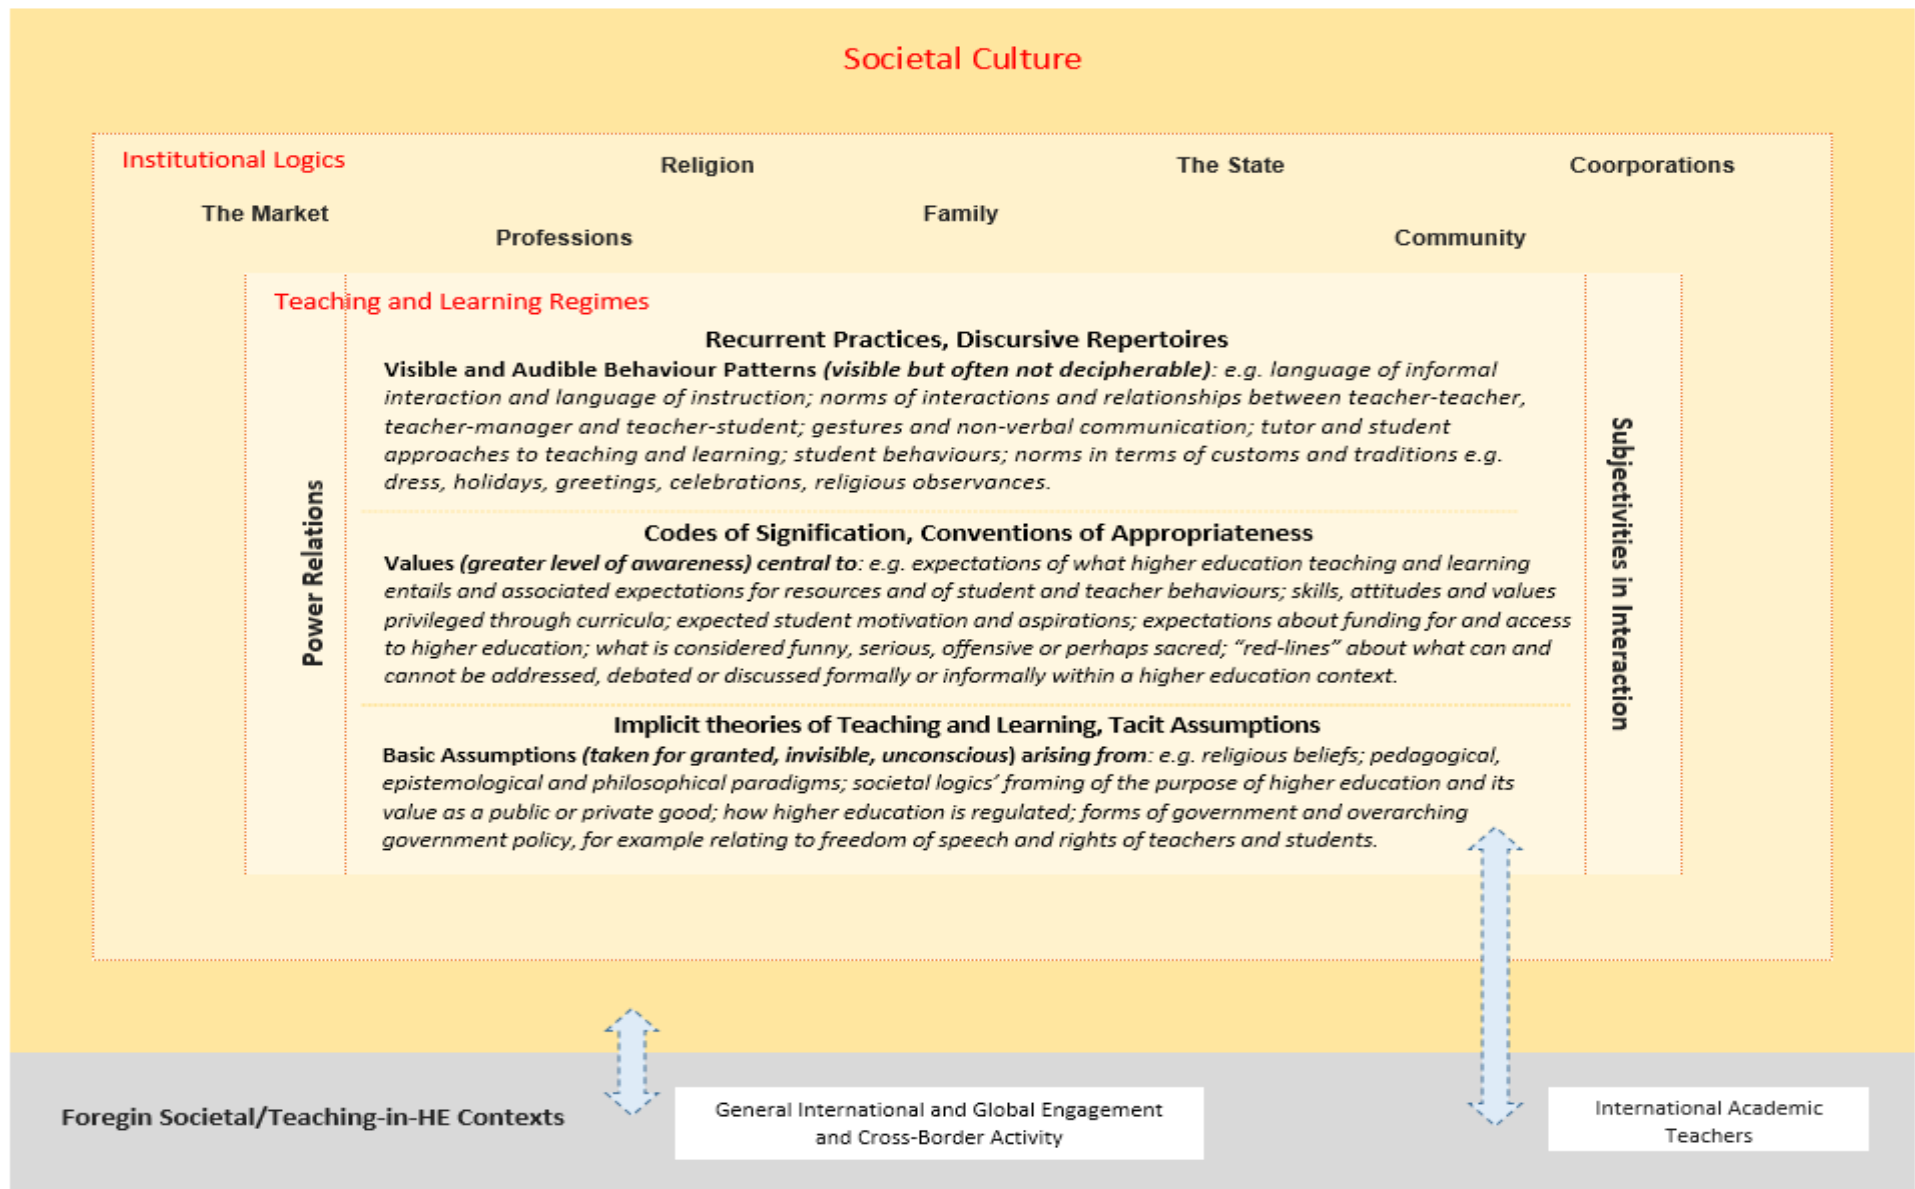 Societal Culture
Institutional Logics
Religion
The State
Coorporations
The Market
Family
Professions
Community
Teaching and Learning Regimes
Power Relations
Recurrent Practices, Discursive Repertoires
Visible and Audible Behaviour Patterns (visible but often not decipherable): e.g. language of informal
interaction and language of instruction; norms of interactions and relationships between teacher-teacher,
teacher-manager and teacher-student; gestures and non-verbal communication; tutor and student
approaches to teaching and learning; student behaviours; norms in terms of customs and traditions e.g.
dress, holidays, greetings, celebrations, religious observances.
Codes of Signification, Conventions of Appropriateness
Values (greater level of awareness) central to: e.g. expectations of what higher education teaching and learning
entails and associated expectations for resources and of student and teacher behaviours; skills, attitudes and values
privileged through curricula; expected student motivation and aspirations; expectations about funding for and access
to higher education; what is considered funny, serious, offensive or perhaps sacred; “red-lines” about what can and
cannot be addressed, debated or discussed formally or informally within a higher education context.
Implicit theories of Teaching and Learning, Tacit Assumptions
Basic Assumptions (taken for granted, invisible, unconscious) arising from: e.g. religious beliefs; pedagogical,
epistemological and philosophical paradigms; societal logics’ framing of the purpose of higher education and its
value as a public or private good; how higher education is regulated; forms of government and overarching
government policy, for example relating to freedom of speech and rights of teachers and students.
Subjectivities in Interaction
Foregin Societal/Teaching-in-HE Contexts
General International and Global Engagement
and Cross-Border Activity
International Academic
Teachers